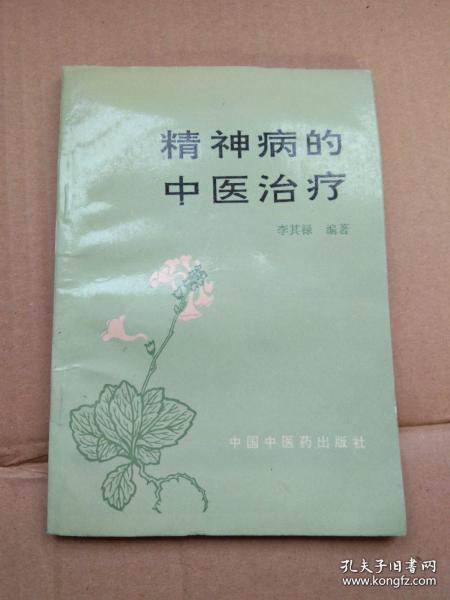 精神病的
中医治疗
李其禄 编著
中国中医药出版社
孔夫子旧书网
www.kongfz.com